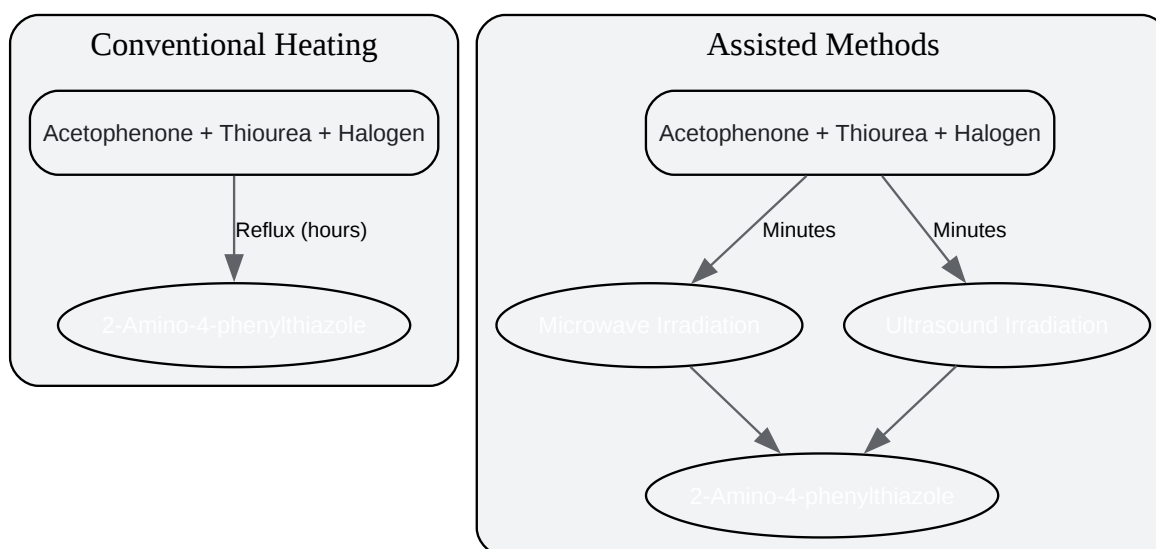 Conventional Heating
Acetophenone + Thiourea + Halogen
Reflux (hours)
2-Amino-4-phenylthiazole
Assisted Methods
Acetophenone + Thiourea + Halogen
Minutes
Minutes
Microwave Irradiation
Ultrasound Irradiation
2-Amino-4-phenylthiazole